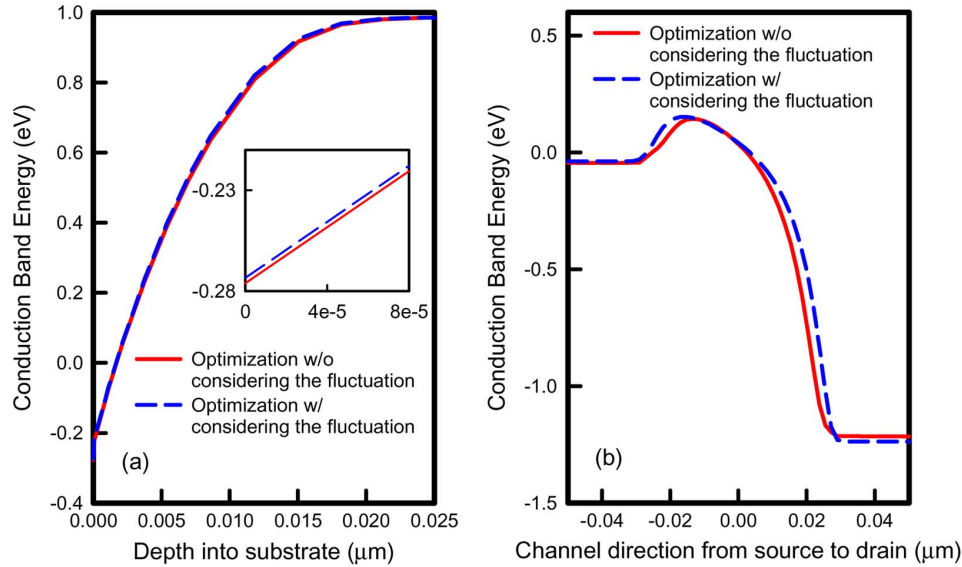 Conduction Band Energy (eV)
1.0
0.8
0.6
0.4
0.2
0.0
-0.2
-0.4
-0.23
-0.28
0
4e-5
8e-5
Optimization w/o
considering the fluctuation
Optimization w/
considering the fluctuation
(a)
0.000
0.005
0.010
0.015
0.020
0.025
Depth into substrate (μm)
Conduction Band Energy (eV)
0.5
0.0
-0.5
-1.0
-1.5
Optimization w/o
considering the fluctuation
Optimization w/
considering the fluctuation
(b)
-0.04
-0.02
0.00
0.02
0.04
Channel direction from source to drain (μm)